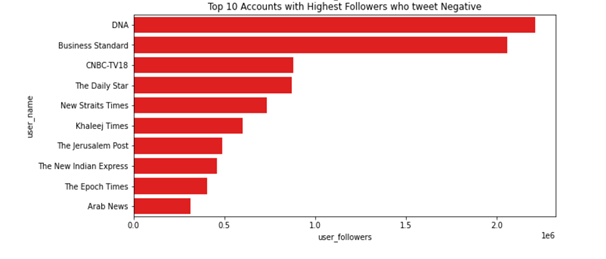 Top 10 Accounts with Highest Followers who tweet Negative
DNA
Business Standard
CNBC-TV18
The Daily Star
New Straits Times
Khaleej Times
The Jerusalem Post
The New Indian Express
The Epoch Times
Arab News
user_name
0.0 0.5 1.0 1.5 2.0
1e6
user_followers